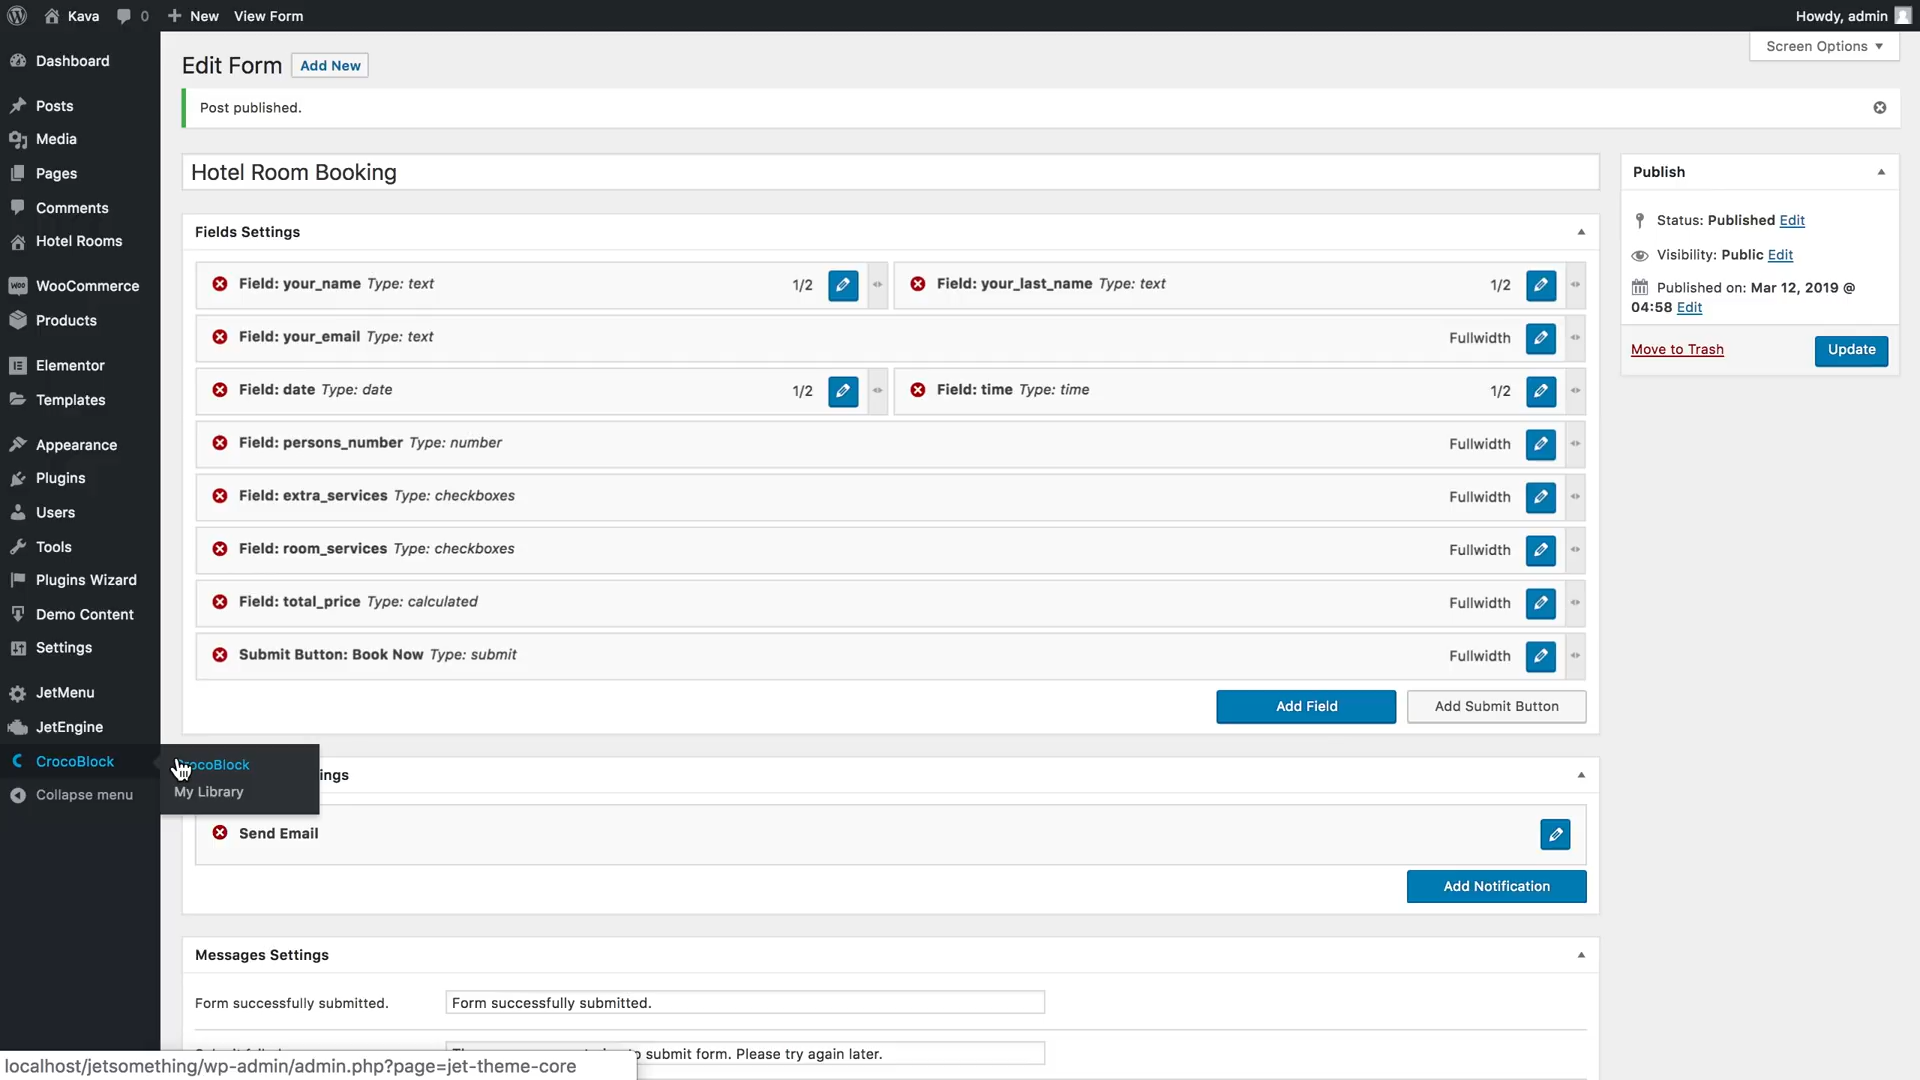 Kava
0
New
View Form
Howdy, admin
Screen Options
Dashboard
Posts
Media
Pages
Comments
Hotel Rooms
WooCommerce
Products
Elementor
Templates
Appearance
Plugins
Users
Tools
Plugins Wizard
Demo Content
Settings
JetMenu
JetEngine
CrocoBlock
Collapse menu
CrocoBlock
My Library
Edit Form
Add New
Post published.
Hotel Room Booking
Fields Settings
Field: your_name Type: text 1/2
Field: your_last_name Type: text 1/2
Field: your_email Type: text Fullwidth
Field: date Type: date 1/2
Field: time Type: time 1/2
Field: persons_number Type: number Fullwidth
Field: extra_services Type: checkboxes Fullwidth
Field: room_services Type: checkboxes Fullwidth
Field: total_price Type: calculated Fullwidth
Submit Button: Book Now Type: submit Fullwidth
Add Field
Add Submit Button
Send Email
Add Notification
Messages Settings
Form successfully submitted. Form successfully submitted.
submit form. Please try again later.
Publish
Status: Published Edit
Visibility: Public Edit
Published on: Mar 12, 2019 @
04:58 Edit
Move to Trash
Update
localhost/jetsomething/wp-admin/admin.php?page=jet-theme-core